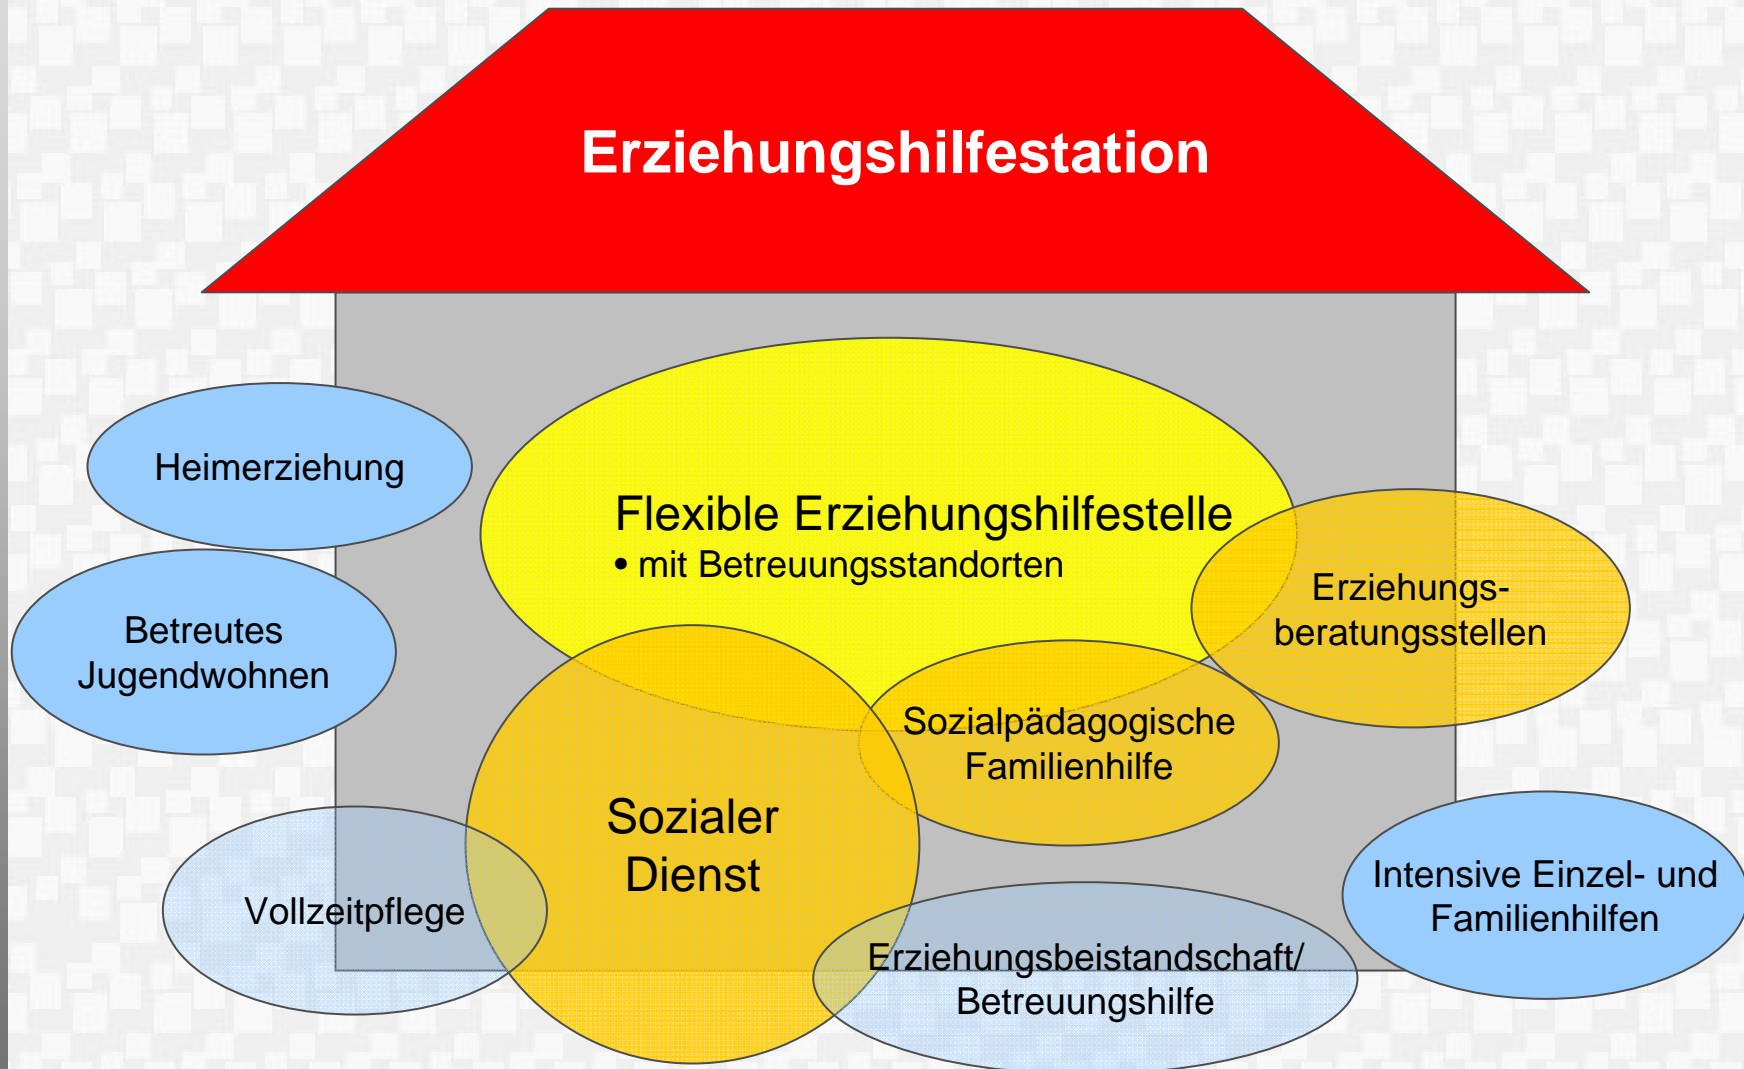 Erziehungshilfestation
Heimerziehung
Flexible Erziehungshilfestelle
• mit Betreuungsstandorten
Erziehungs-
beratungsstellen
Betreutes
Jugendwohnen
Sozialpädagogische
Familienhilfe
Sozialer
Dienst
Vollzeitpflege
Intensive Einzel- und
Familienhilfen
Erziehungsbeistandschaft/
Betreuungshilfe